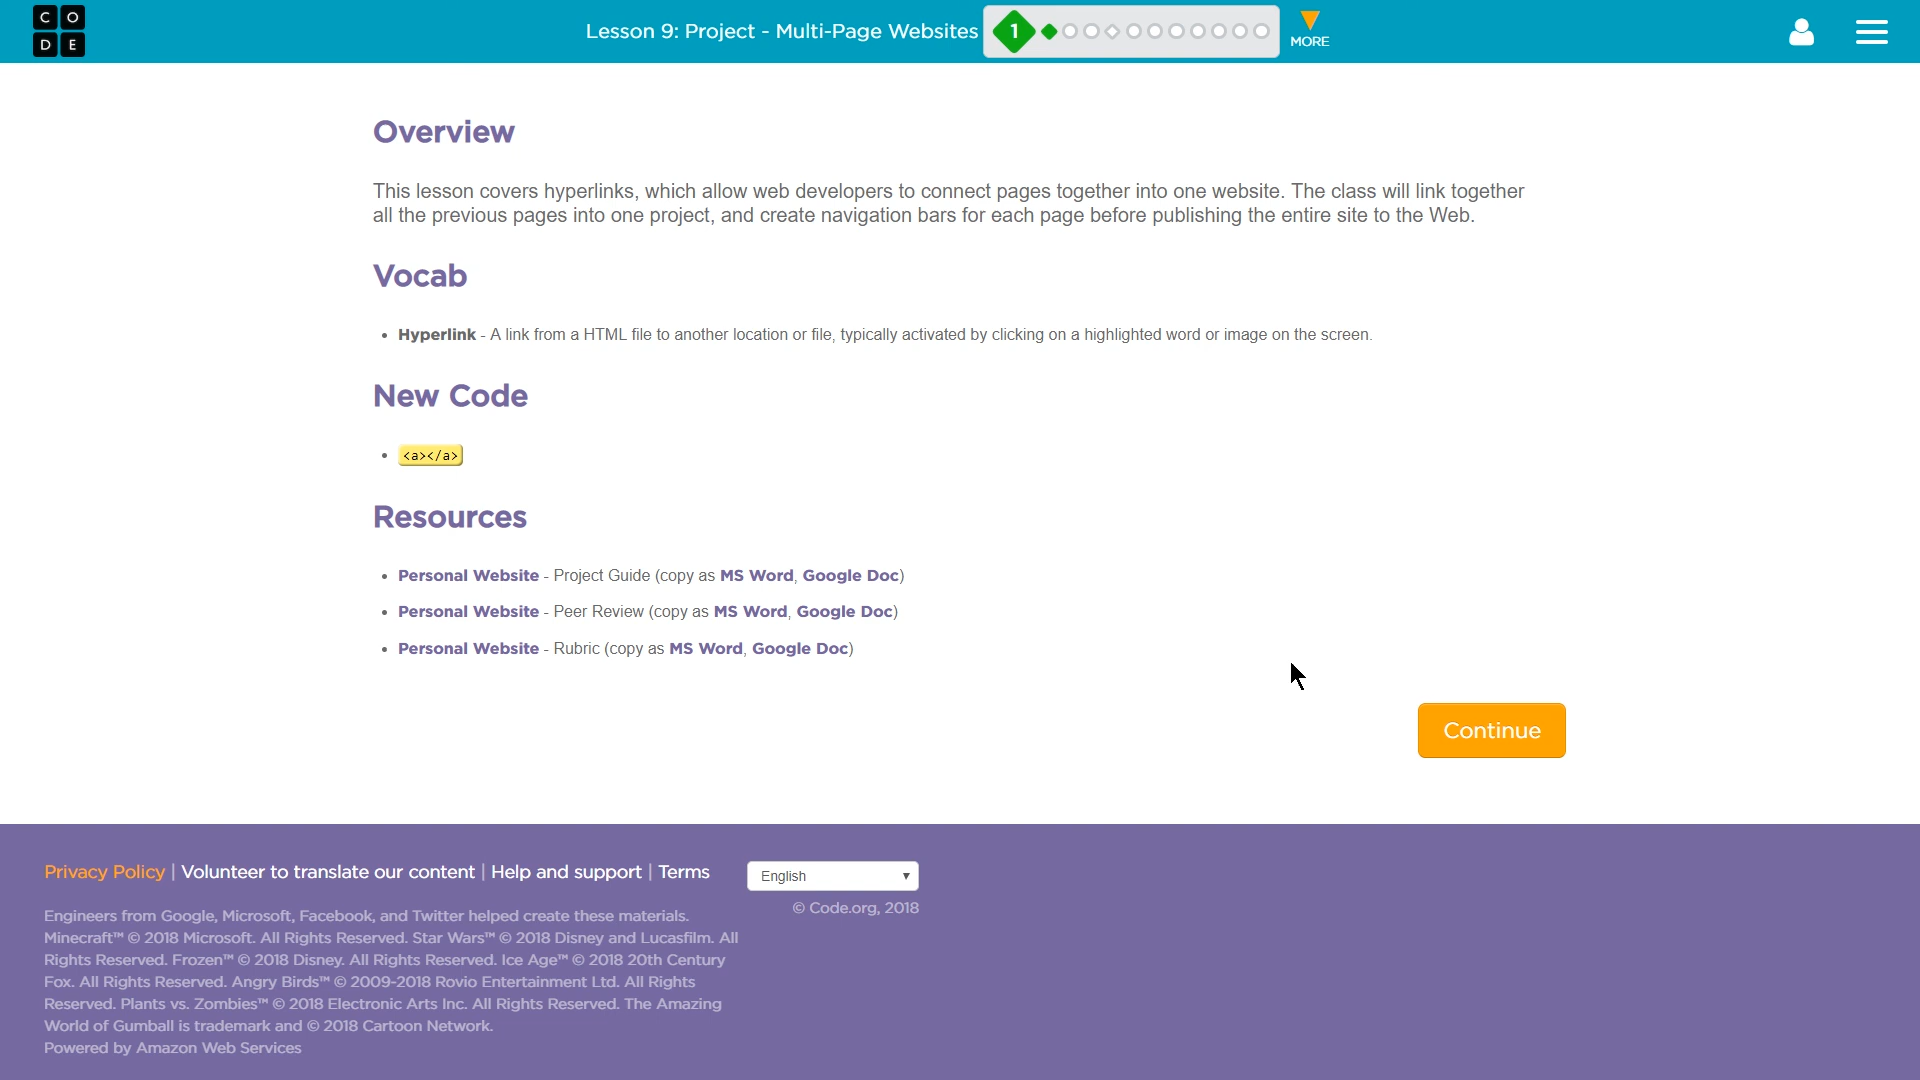 C O
D E
Lesson 9: Project - Multi-Page Websites
1
MORE
Overview
This lesson covers hyperlinks, which allow web developers to connect pages together into one website. The class will link together
all the previous pages into one project, and create navigation bars for each page before publishing the entire site to the Web.
Vocab
• Hyperlink - A link from a HTML file to another location or file, typically activated by clicking on a highlighted word or image on the screen.
New Code
• <a></a>
Resources
• Personal Website - Project Guide (copy as MS Word, Google Doc)
• Personal Website - Peer Review (copy as MS Word, Google Doc)
• Personal Website - Rubric (copy as MS Word, Google Doc)
Continue
Privacy Policy | Volunteer to translate our content | Help and support | Terms
English
© Code.org, 2018
Engineers from Google, Microsoft, Facebook, and Twitter helped create these materials.
Minecraft™ © 2018 Microsoft. All Rights Reserved. Star Wars™ © 2018 Disney and Lucasfilm. All
Rights Reserved. Frozen™ © 2018 Disney. All Rights Reserved. Ice Age™ © 2018 20th Century
Fox. All Rights Reserved. Angry Birds™ © 2009-2018 Rovio Entertainment Ltd. All Rights
Reserved. Plants vs. Zombies™ © 2018 Electronic Arts Inc. All Rights Reserved. The Amazing
World of Gumball is trademark and © 2018 Cartoon Network.
Powered by Amazon Web Services